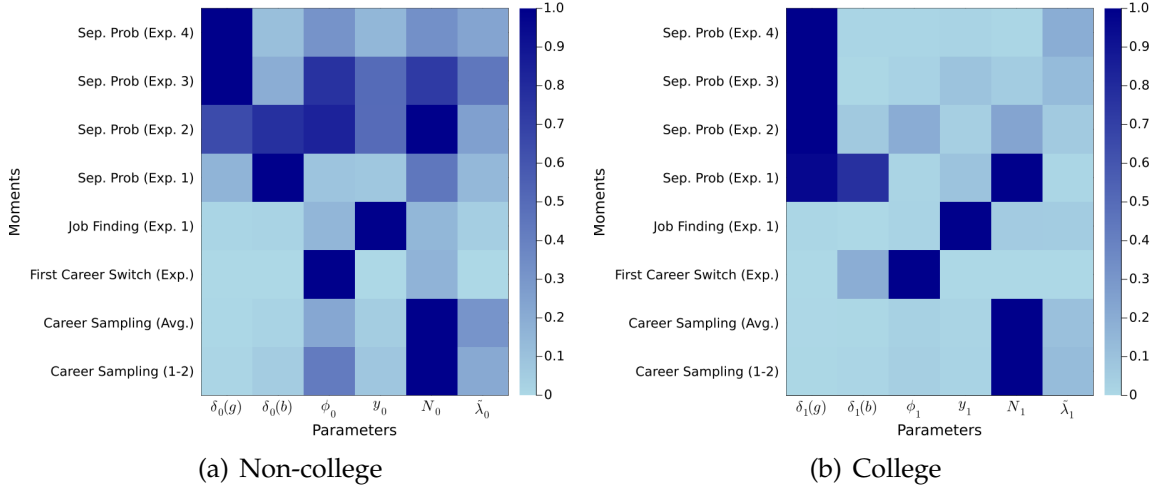 Moments
Sep. Prob (Exp. 4)
Sep. Prob (Exp. 3)
Sep. Prob (Exp. 2)
Sep. Prob (Exp. 1)
Job Finding (Exp. 1)
First Career Switch (Exp.)
Career Sampling (Avg.)
Career Sampling (1-2)
δ₀(g) δ₀(b) ϕ₀ y₀ N₀ λ̃₀
Parameters
1.0
0.9
0.8
0.7
0.6
0.5
0.4
0.3
0.2
0.1
0
(a) Non-college
Moments
Sep. Prob (Exp. 4)
Sep. Prob (Exp. 3)
Sep. Prob (Exp. 2)
Sep. Prob (Exp. 1)
Job Finding (Exp. 1)
First Career Switch (Exp.)
Career Sampling (Avg.)
Career Sampling (1-2)
δ₁(g) δ₁(b) ϕ₁ y₁ N₁ λ̃₁
Parameters
1.0
0.9
0.8
0.7
0.6
0.5
0.4
0.3
0.2
0.1
0
(b) College